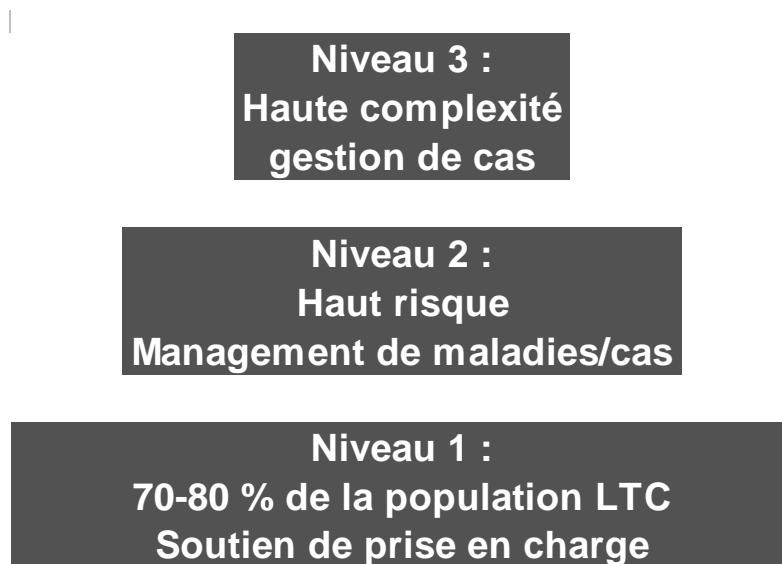 Niveau 3 :
Haute complexité
gestion de cas
Niveau 2 :
Haut risque
Management de maladies/cas
Niveau 1 :
70-80 % de la population LTC
Soutien de prise en charge